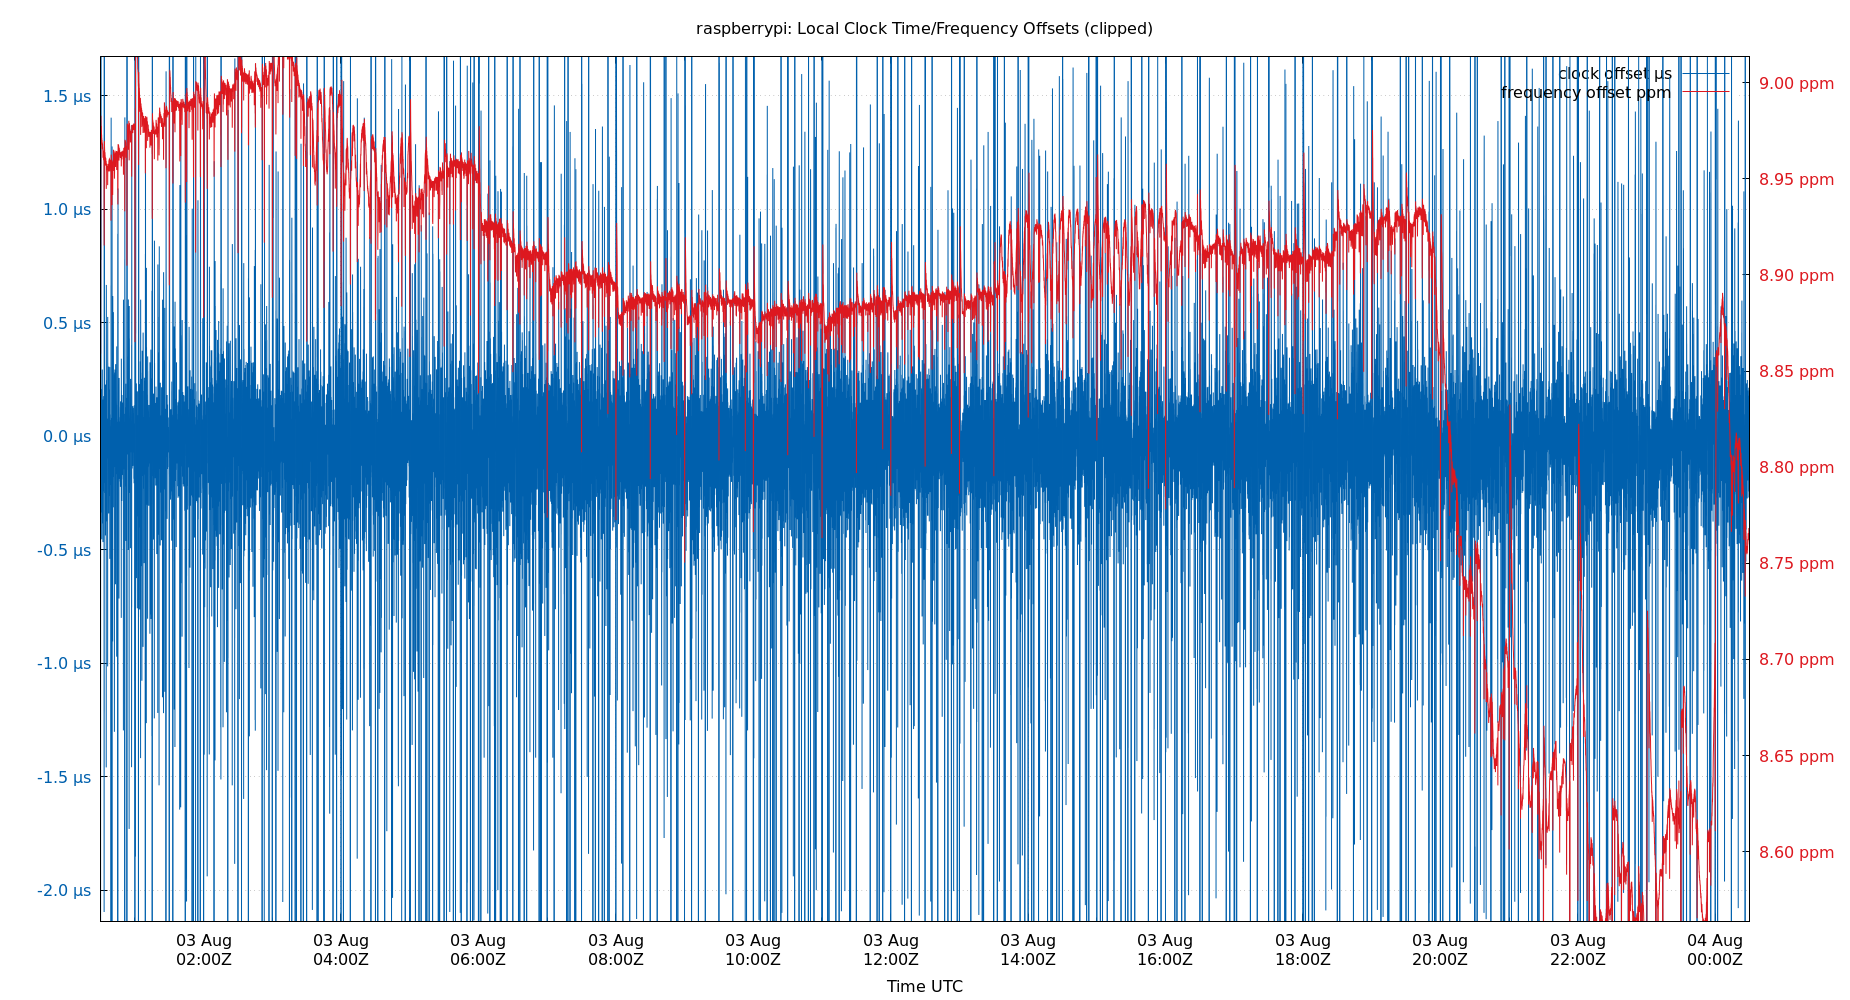 raspberrypi: Local Clock Time/Frequency Offsets (clipped)
clock offset µs
frequency offset ppm
1.5 µs
1.0 µs
0.5 µs
0.0 µs
-0.5 µs
-1.0 µs
-1.5 µs
-2.0 µs
9.00 ppm
8.95 ppm
8.90 ppm
8.85 ppm
8.80 ppm
8.75 ppm
8.70 ppm
8.65 ppm
8.60 ppm
03 Aug 03 Aug 03 Aug 03 Aug 03 Aug 03 Aug 03 Aug 03 Aug 03 Aug 03 Aug 03 Aug 04 Aug
02:00Z 04:00Z 06:00Z 08:00Z 10:00Z 12:00Z 14:00Z 16:00Z 18:00Z 20:00Z 22:00Z 00:00Z
Time UTC